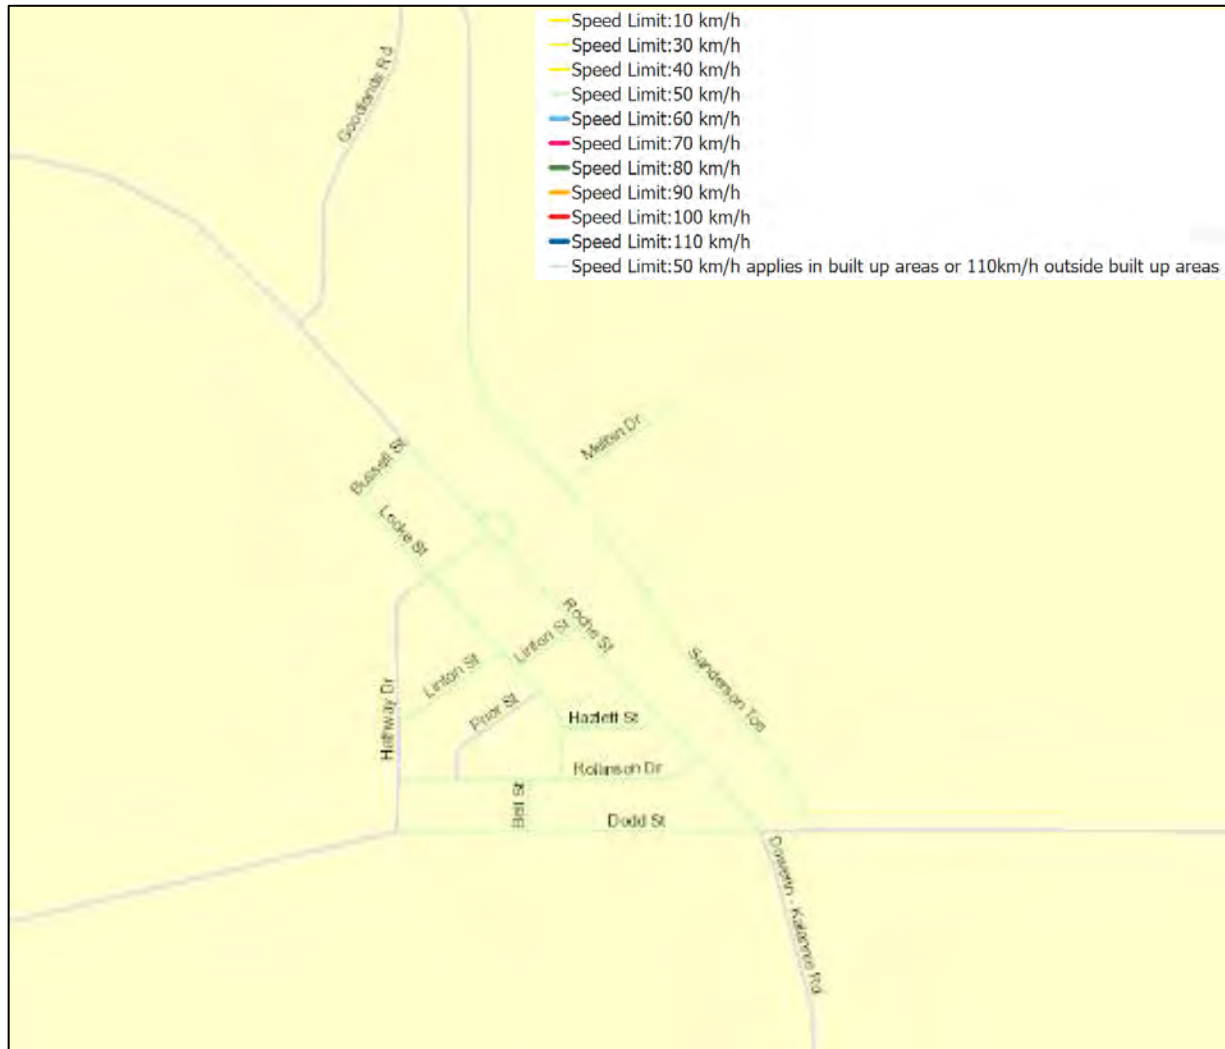 Speed Limit:10 km/h
Speed Limit:30 km/h
Speed Limit:40 km/h
Speed Limit:50 km/h
Speed Limit:60 km/h
Speed Limit:70 km/h
Speed Limit:80 km/h
Speed Limit:90 km/h
Speed Limit:100 km/h
Speed Limit:110 km/h
Speed Limit:50 km/h applies in built up areas or 110km/h outside built up areas
Goodlands Rd
Melbin Dr
Bussell St
Locke St
Roche St
Linton St
Linton St
Sanderson Tce
Hathway Dr
Prior St
Hazlett St
Rolinson Dr
Bell St
Dodd St
Dowerin - Kalannie Rd